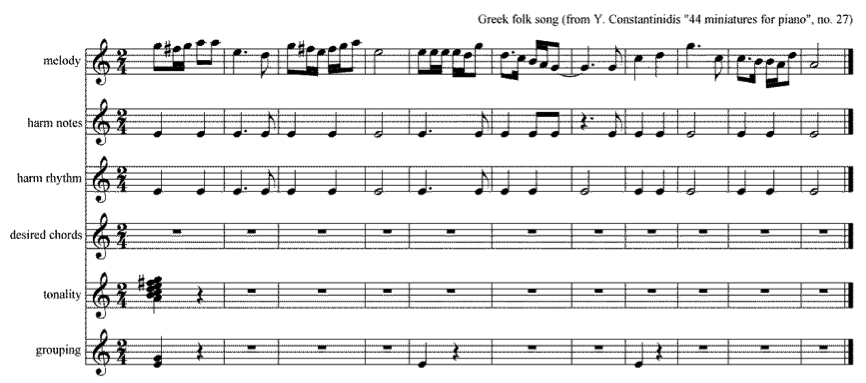 Greek folk song (from Y. Constantinidis "44 miniatures for piano", no. 27)
melody
harm notes
harm rhythm
desired chords
tonality
grouping